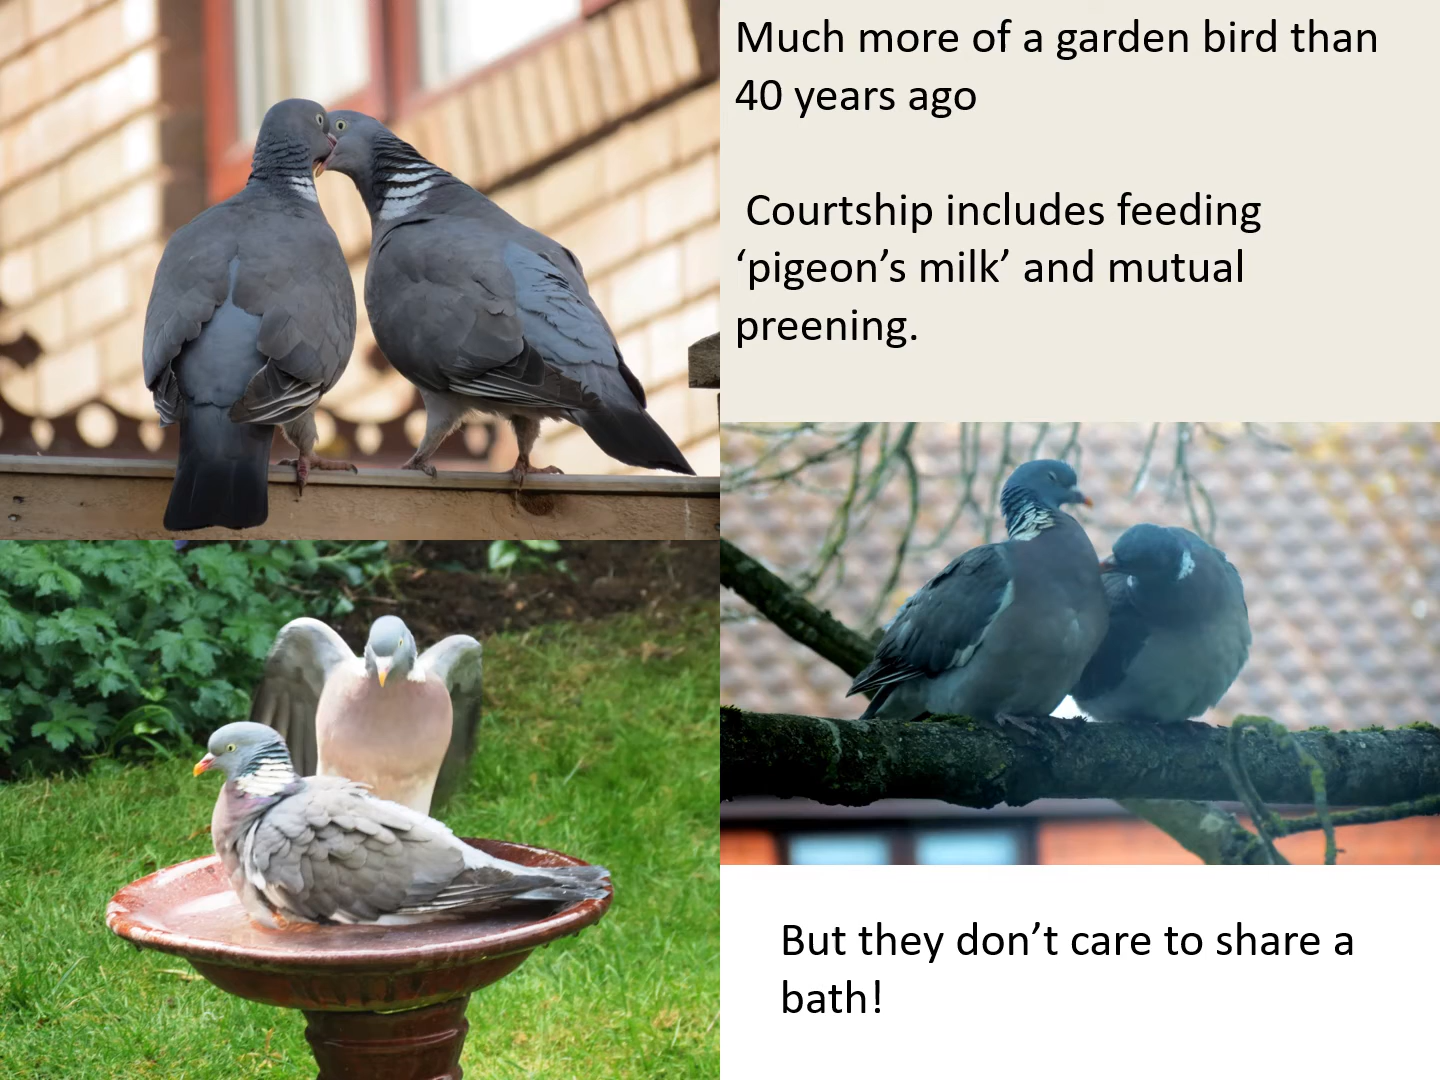 Much more of a garden bird than
40 years ago
Courtship includes feeding
‘pigeon’s milk’ and mutual
preening.
But they don’t care to share a
bath!